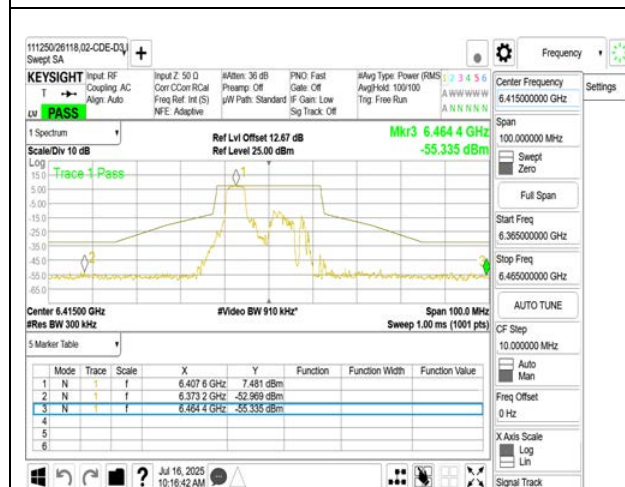 111250/26118,02-CDE-D3,I
Swept SA
+
Frequency
KEYSIGHT
Input: RF
Coupling: AC
Align: Auto
Input Z: 50 Ω
Corr CCorr RCal
Freq Ref: Int (S)
NFE: Adaptive
#Atten: 36 dB
Preamp: Off
µW Path: Standard
PNO: Fast
Gate: Off
IF Gain: Low
Sig Track: Off
#Avg Type: Power (RMS
Avg|Hold: 100/100
Trig: Free Run
1 2 3 4 5 6
A W W W W W
A N N N N N
LXI PASS
Center Frequency
6.415000000 GHz
Settings
Span
100.000000 MHz
Swept
Zero
Full Span
Start Freq
6.365000000 GHz
Stop Freq
6.465000000 GHz
AUTO TUNE
CF Step
10.000000 MHz
Auto
Man
Freq Offset
0 Hz
X Axis Scale
Log
Lin
Signal Track
1 Spectrum
Scale/Div 10 dB
Ref Lvl Offset 12.67 dB
Ref Level 25.00 dBm
Mkr3 6.464 4 GHz
-55.335 dBm
Log
Trace 1 Pass
15.0
5.00
-5.00
-15.0
-25.0
-35.0
-45.0
-55.0
-65.0
1
2
3
Center 6.41500 GHz
#Video BW 910 kHz*
Span 100.0 MHz
#Res BW 300 kHz
Sweep 1.00 ms (1001 pts)
5 Marker Table
Mode Trace Scale X Y Function Function Width Function Value
1 N 1 f 6.407 6 GHz 7.481 dBm
2 N 1 f 6.373 2 GHz -52.969 dBm
3 N 1 f 6.464 4 GHz -55.335 dBm
4
5
6
?
Jul 16, 2025
10:16:42 AM